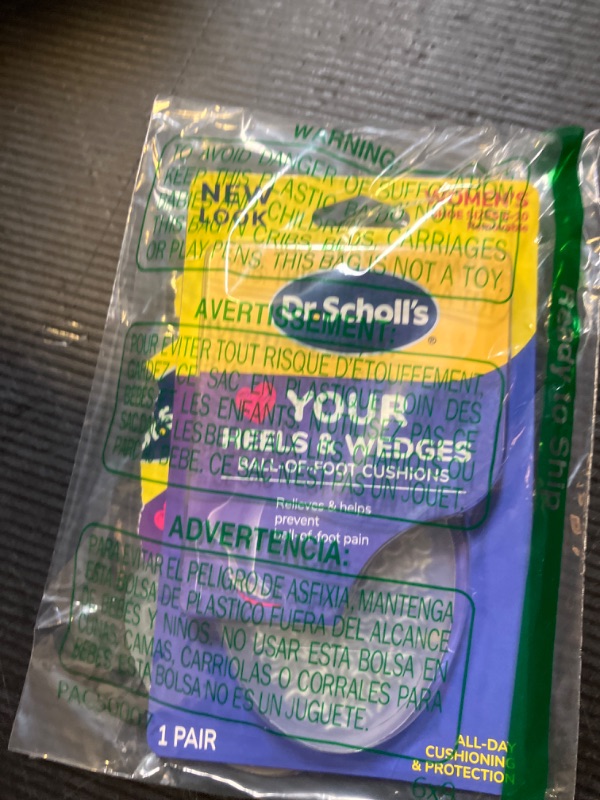 WARNING:
TO AVOID DANGER OF SUFFOCATION,
KEEP THIS PLASTIC BAG
THIS BAG IN CRIBS, BEDS, CARRIAGES
OR PLAY PENS. THIS BAG IS NOT A TOY.
NEW
LOOK
WOMEN'S
Dr. Scholl's
®
AVERTISSEMENT:
POUR ÉVITER TOUT RISQUE D'ÉTOUFFEMENT,
CE SAC EN PLASTIQUE LOIN DES
LES ENFANTS. PAS CE
BÉBÉ. CE SAC N'EST PAS UN JOUET.
YOUR
HEELS & WEDGES
BALL-OF-FOOT CUSHIONS
Relieves & helps
prevent
ball-of-foot pain
ADVERTENCIA:
PARA EVITAR EL PELIGRO DE ASFIXIA, MANTENGA
ESTA BOLSA DE PLASTICO FUERA DEL ALCANCE
DE BEBES Y NIÑOS. NO USAR ESTA BOLSA EN
CUNAS, CAMAS, CARRIOLAS O CORRALES PARA
BEBES. ESTA BOLSA NO ES UN JUGUETE.
1 PAIR
ALL-DAY
CUSHIONING
& PROTECTION
Ready to ship